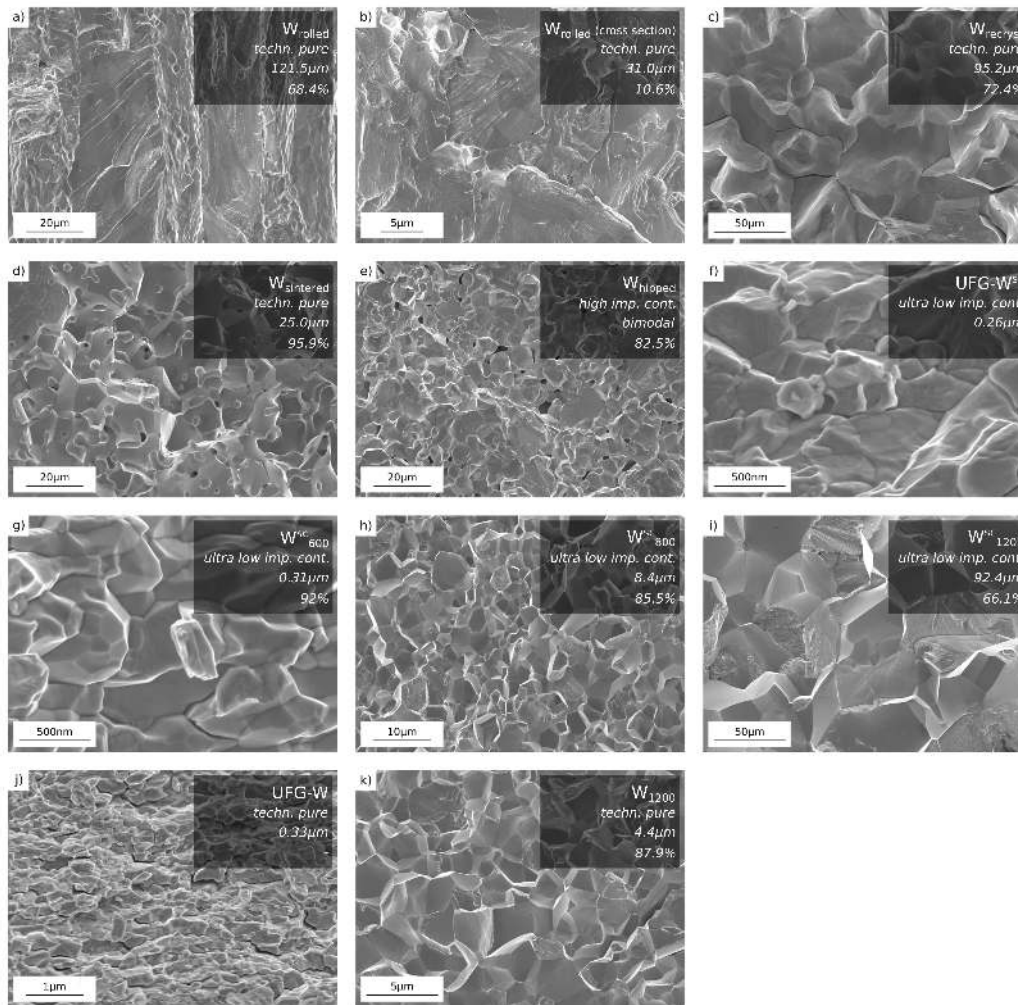 a)
W rolled
techn. pure
121.5µm
68.4%
20µm
b)
W rolled (cross section)
techn. pure
31.0µm
10.6%
5µm
c)
W recryst
techn. pure
95.2µm
72.4%
50µm
d)
W sintered
techn. pure
25.0µm
95.9%
20µm
e)
W hipped
high imp. cont.
bimodal
82.5%
20µm
f)
UFG-W
ultra low imp. cont
0.26µm
500nm
g)
W 600
ultra low imp. cont.
0.31µm
92%
500nm
h)
W 800
ultra low imp. cont.
8.4µm
85.5%
10µm
i)
W 120
ultra low imp. cont.
92.4µm
66.1%
50µm
j)
UFG-W
techn. pure
0.33µm
1µm
k)
W 1200
techn. pure
4.4µm
87.9%
5µm